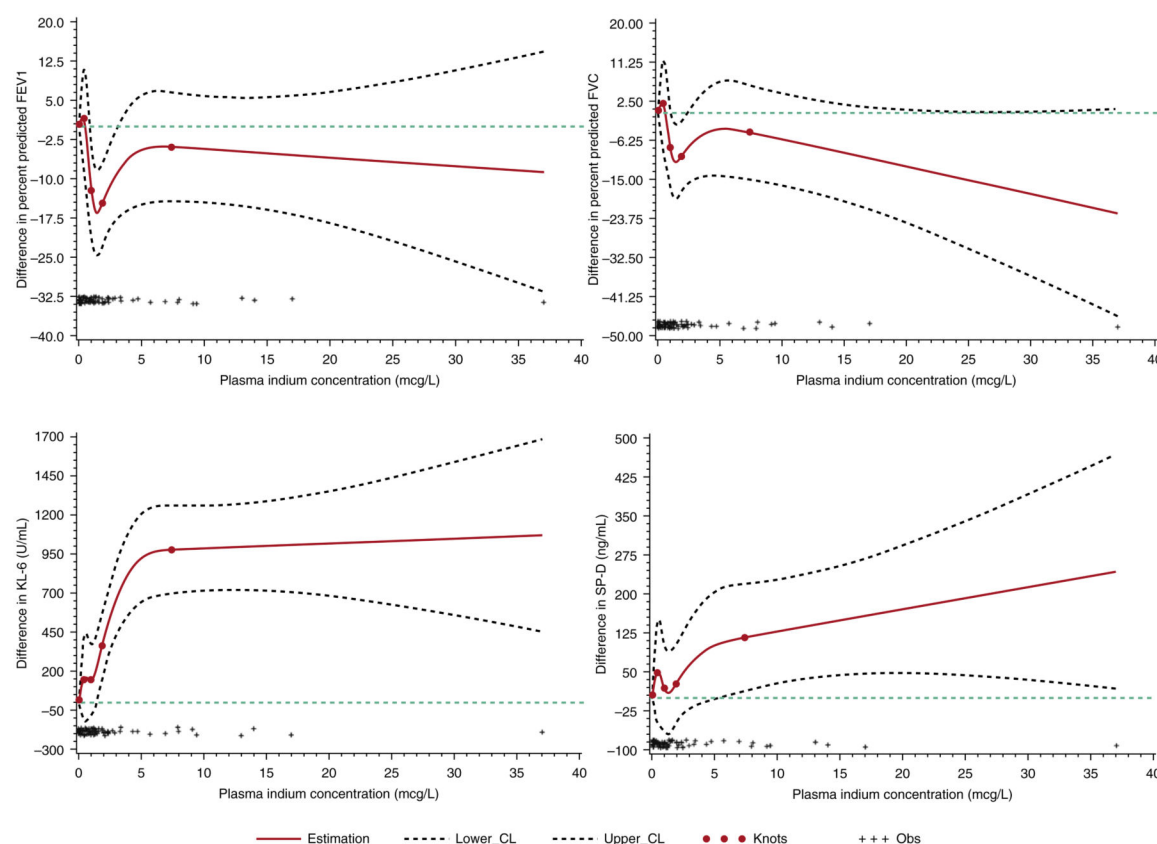 20.0
12.5
5.0
−2.5
−10.0
−17.5
−25.0
−32.5
−40.0
Difference in percent predicted FEV1
0 5 10 15 20 25 30 35 40
Plasma indium concentration (mcg/L)
20.00
11.25
2.50
−6.25
−15.00
−23.75
−32.50
−41.25
−50.00
Difference in percent predicted FVC
0 5 10 15 20 25 30 35 40
Plasma indium concentration (mcg/L)
1700
1450
1200
950
700
450
200
−50
−300
Difference in KL-6 (U/mL)
0 5 10 15 20 25 30 35 40
Plasma indium concentration (mcg/L)
500
425
350
275
200
125
50
−25
−100
Difference in SP-D (ng/mL)
0 5 10 15 20 25 30 35 40
Plasma indium concentration (mcg/L)
Estimation Lower_CL Upper_CL Knots +++ Obs